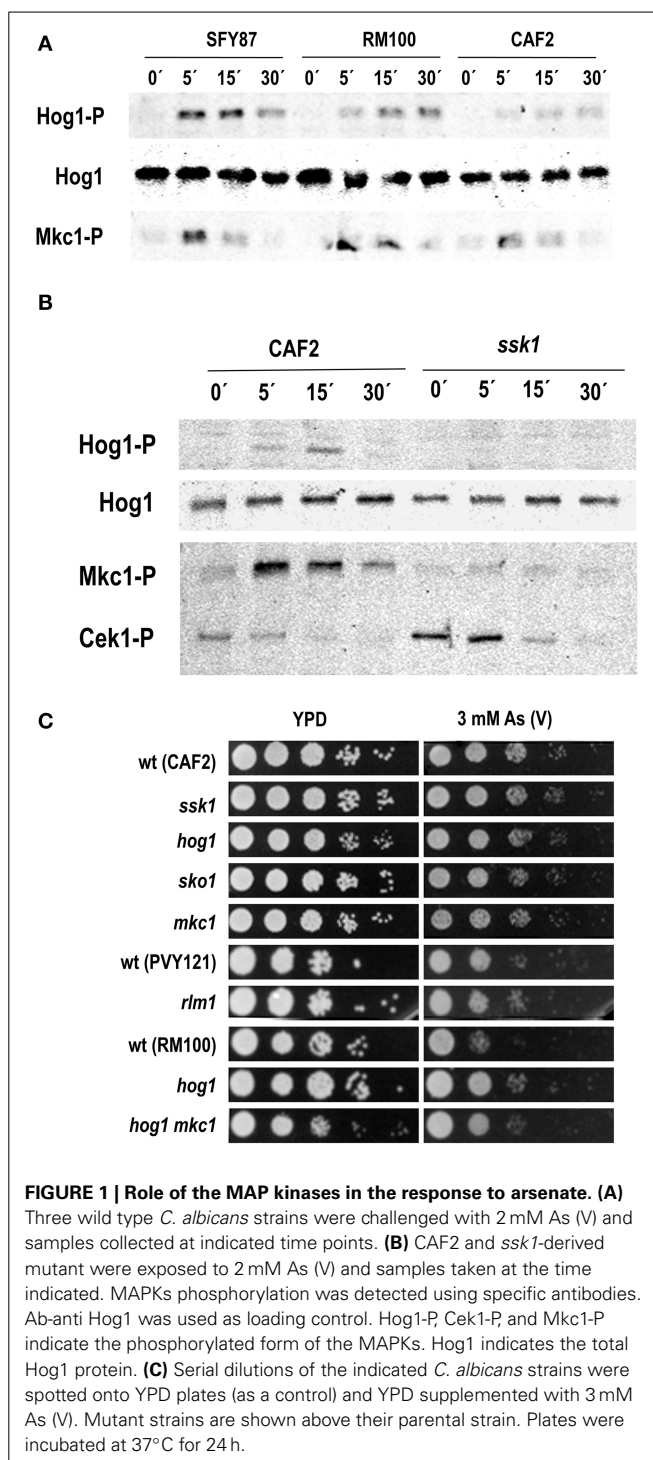 A
SFY87 RM100 CAF2
0´ 5´ 15´ 30´ 0´ 5´ 15´ 30´ 0´ 5´ 15´ 30´
Hog1-P
Hog1
Mkc1-P
B
CAF2 ssk1
0´ 5´ 15´ 30´ 0´ 5´ 15´ 30´
Hog1-P
Hog1
Mkc1-P
Cek1-P
C
YPD 3 mM As (V)
wt (CAF2)
ssk1
hog1
sko1
mkc1
wt (PVY121)
rlm1
wt (RM100)
hog1
hog1 mkc1
FIGURE 1 | Role of the MAP kinases in the response to arsenate. (A)
Three wild type C. albicans strains were challenged with 2 mM As (V) and
samples collected at indicated time points. (B) CAF2 and ssk1-derived
mutant were exposed to 2 mM As (V) and samples taken at the time
indicated. MAPKs phosphorylation was detected using specific antibodies.
Ab-anti Hog1 was used as loading control. Hog1-P, Cek1-P, and Mkc1-P
indicate the phosphorylated form of the MAPKs. Hog1 indicates the total
Hog1 protein. (C) Serial dilutions of the indicated C. albicans strains were
spotted onto YPD plates (as a control) and YPD supplemented with 3 mM
As (V). Mutant strains are shown above their parental strain. Plates were
incubated at 37°C for 24 h.